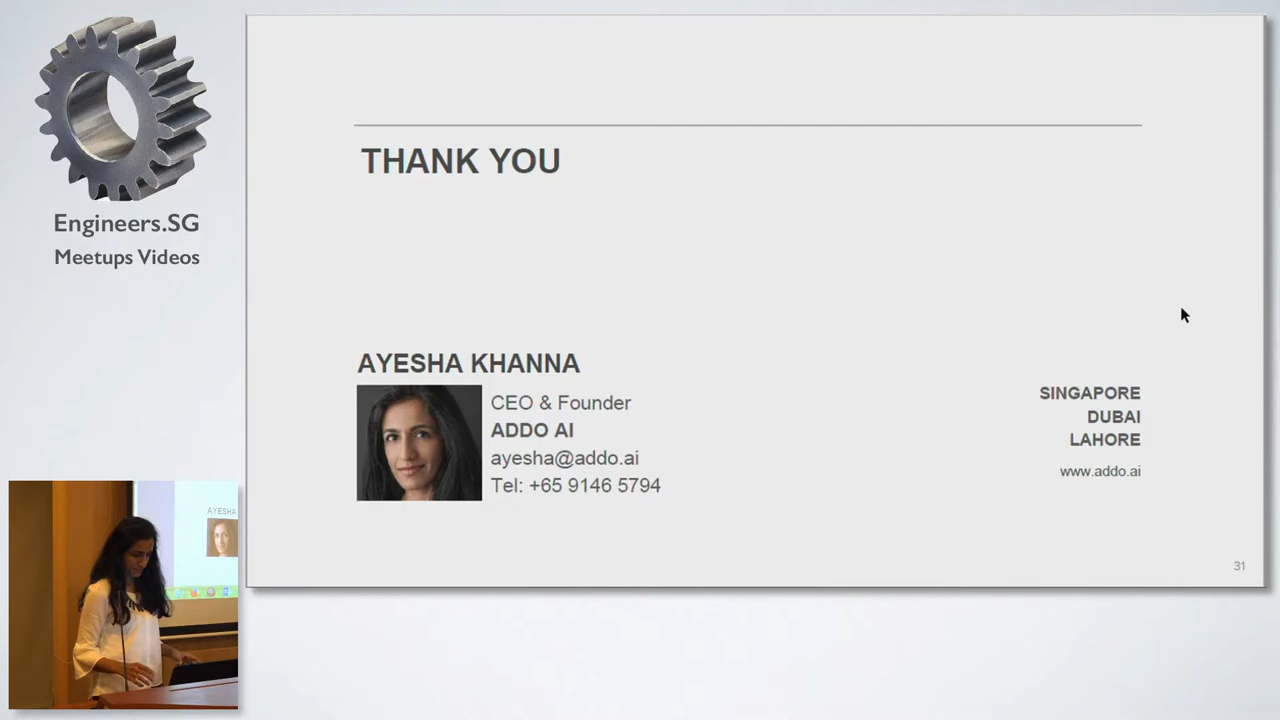 Engineers.SG
Meetups Videos
THANK YOU
AYESHA KHANNA
CEO & Founder
ADDO AI
ayesha@addo.ai
Tel: +65 9146 5794
SINGAPORE
DUBAI
LAHORE
www.addo.ai
31
AYESHA